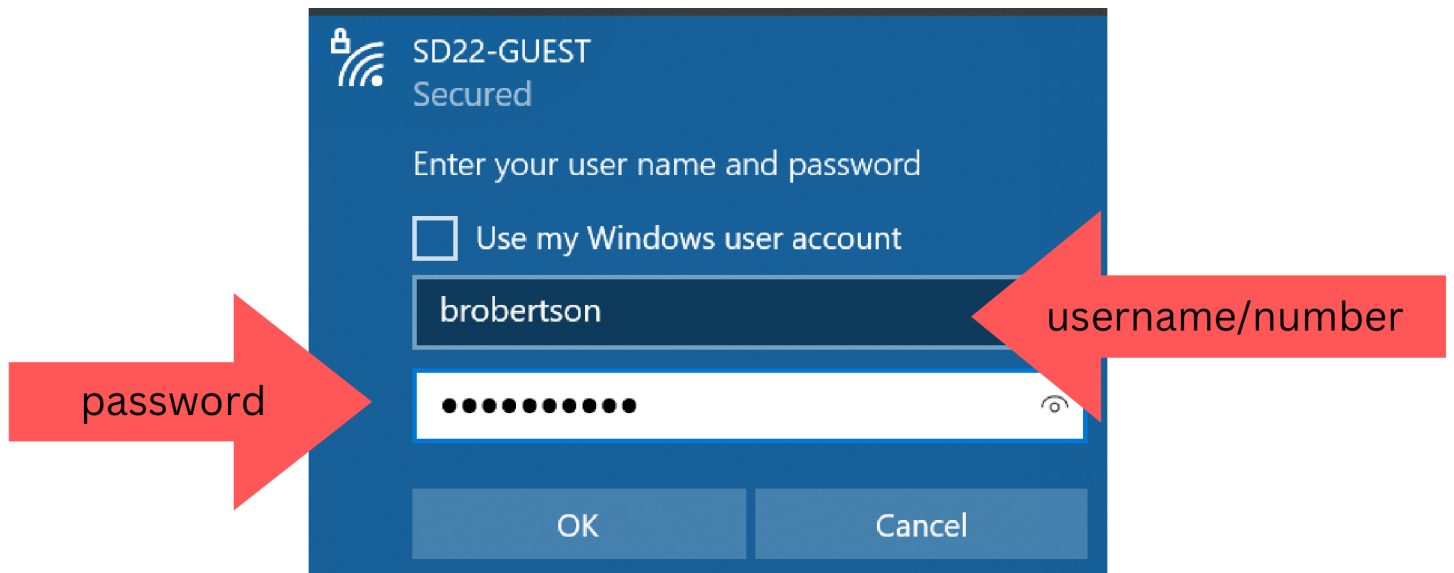 SD22-GUEST
Secured
Enter your user name and password
Use my Windows user account
brobertson
username/number
password
●●●●●●●●●●
OK
Cancel